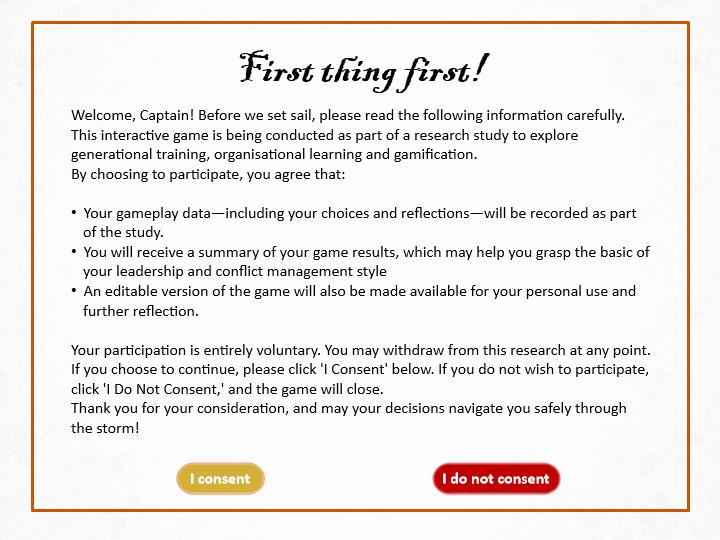 First thing first!
Welcome, Captain! Before we set sail, please read the following information carefully.
This interactive game is being conducted as part of a research study to explore
generational training, organisational learning and gamification.
By choosing to participate, you agree that:
• Your gameplay data—including your choices and reflections—will be recorded as part
of the study.
• You will receive a summary of your game results, which may help you grasp the basic of
your leadership and conflict management style
• An editable version of the game will also be made available for your personal use and
further reflection.
Your participation is entirely voluntary. You may withdraw from this research at any point.
If you choose to continue, please click 'I Consent' below. If you do not wish to participate,
click 'I Do Not Consent,' and the game will close.
Thank you for your consideration, and may your decisions navigate you safely through
the storm!
I consent
I do not consent